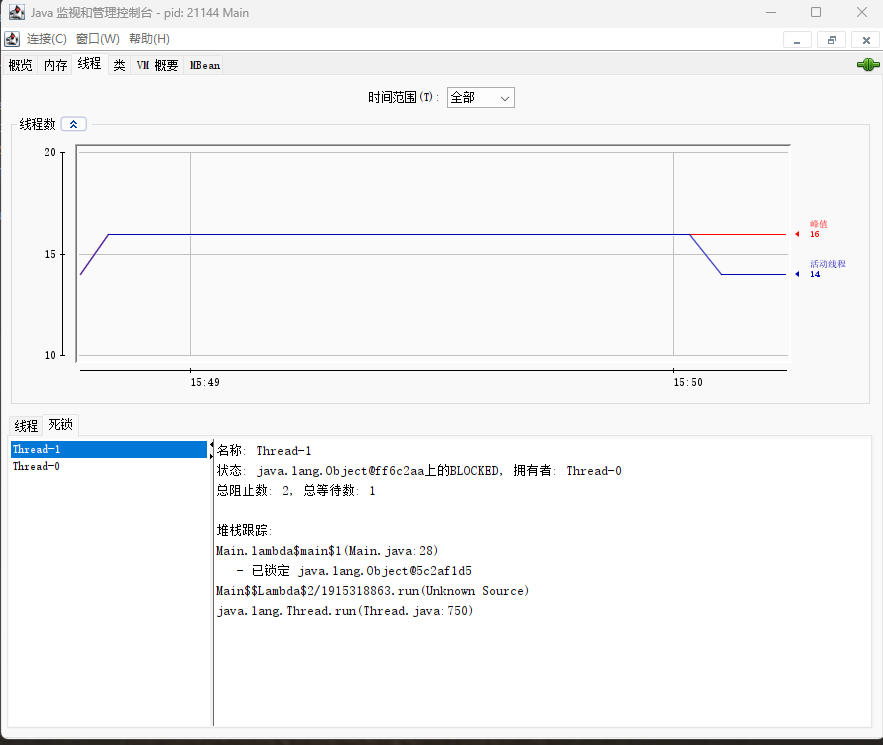 Java 监视和管理控制台 - pid: 21144 Main
连接(C) 窗口(W) 帮助(H)
概览 内存 线程 类 VM 概要 MBean
时间范围(T): 全部
线程数
20
15
10
峰值
16
活动线程
14
15:49 15:50
线程 死锁
Thread-1
Thread-0
名称: Thread-1
状态: java.lang.Object@ff6c2aa上的BLOCKED, 拥有者: Thread-0
总阻止数: 2, 总等待数: 1
堆栈跟踪:
Main.lambda$main$1(Main.java:28)
- 已锁定 java.lang.Object@5c2af1d5
Main$$Lambda$2/1915318863.run(Unknown Source)
java.lang.Thread.run(Thread.java:750)